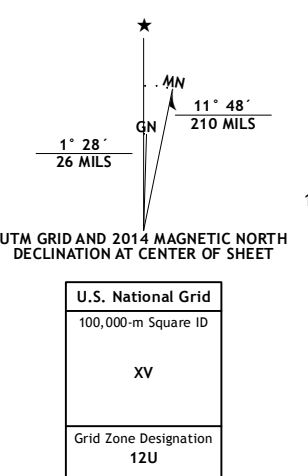 ★
MN
GN
11° 48´
210 MILS
1° 28´
26 MILS
UTM GRID AND 2014 MAGNETIC NORTH
DECLINATION AT CENTER OF SHEET
U.S. National Grid
100,000-m Square ID
XV
Grid Zone Designation
12U